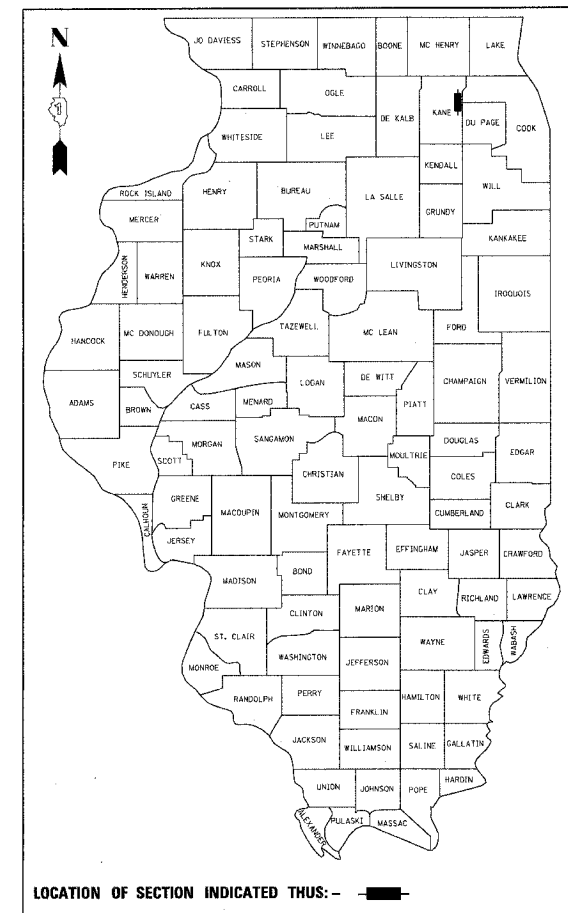 JO DAVIESS STEPHENSON WINNEBAGO BOONE MC HENRY LAKE
N
CARROLL OGLE
KANE
DE KALB DU PAGE COOK
WHITESIDE LEE
KENDALL
ROCK ISLAND HENRY BUREAU LA SALLE WILL
MERCER PUTNAM GRUNDY
STARK KANKAKEE
MARSHALL
HENDERSON WARREN KNOX LIVINGSTON
PEORIA WOODFORD IROQUOIS
HANCOCK MC DONOUGH FULTON TAZEWELL MC LEAN FORD
MASON
SCHUYLER DE WITT CHAMPAIGN VERMILION
LOGAN
ADAMS BROWN CASS MENARD PIATT
MACON
MORGAN SANGAMON DOUGLAS
PIKE SCOTT MOULTRIE EDGAR
CHRISTIAN COLES
GREENE SHELBY
CALHOUN MACOUPIN MONTGOMERY CUMBERLAND CLARK
JERSEY FAYETTE EFFINGHAM JASPER CRAWFORD
MADISON BOND
CLAY
MARION RICHLAND LAWRENCE
CLINTON
ST. CLAIR WAYNE EDWARDS WABASH
WASHINGTON JEFFERSON
MONROE
RANDOLPH PERRY HAMILTON WHITE
FRANKLIN
JACKSON SALINE GALLATIN
WILLIAMSON
HARDIN
UNION JOHNSON POPE
ALEXANDER PULASKI MASSAC
LOCATION OF SECTION INDICATED THUS: -